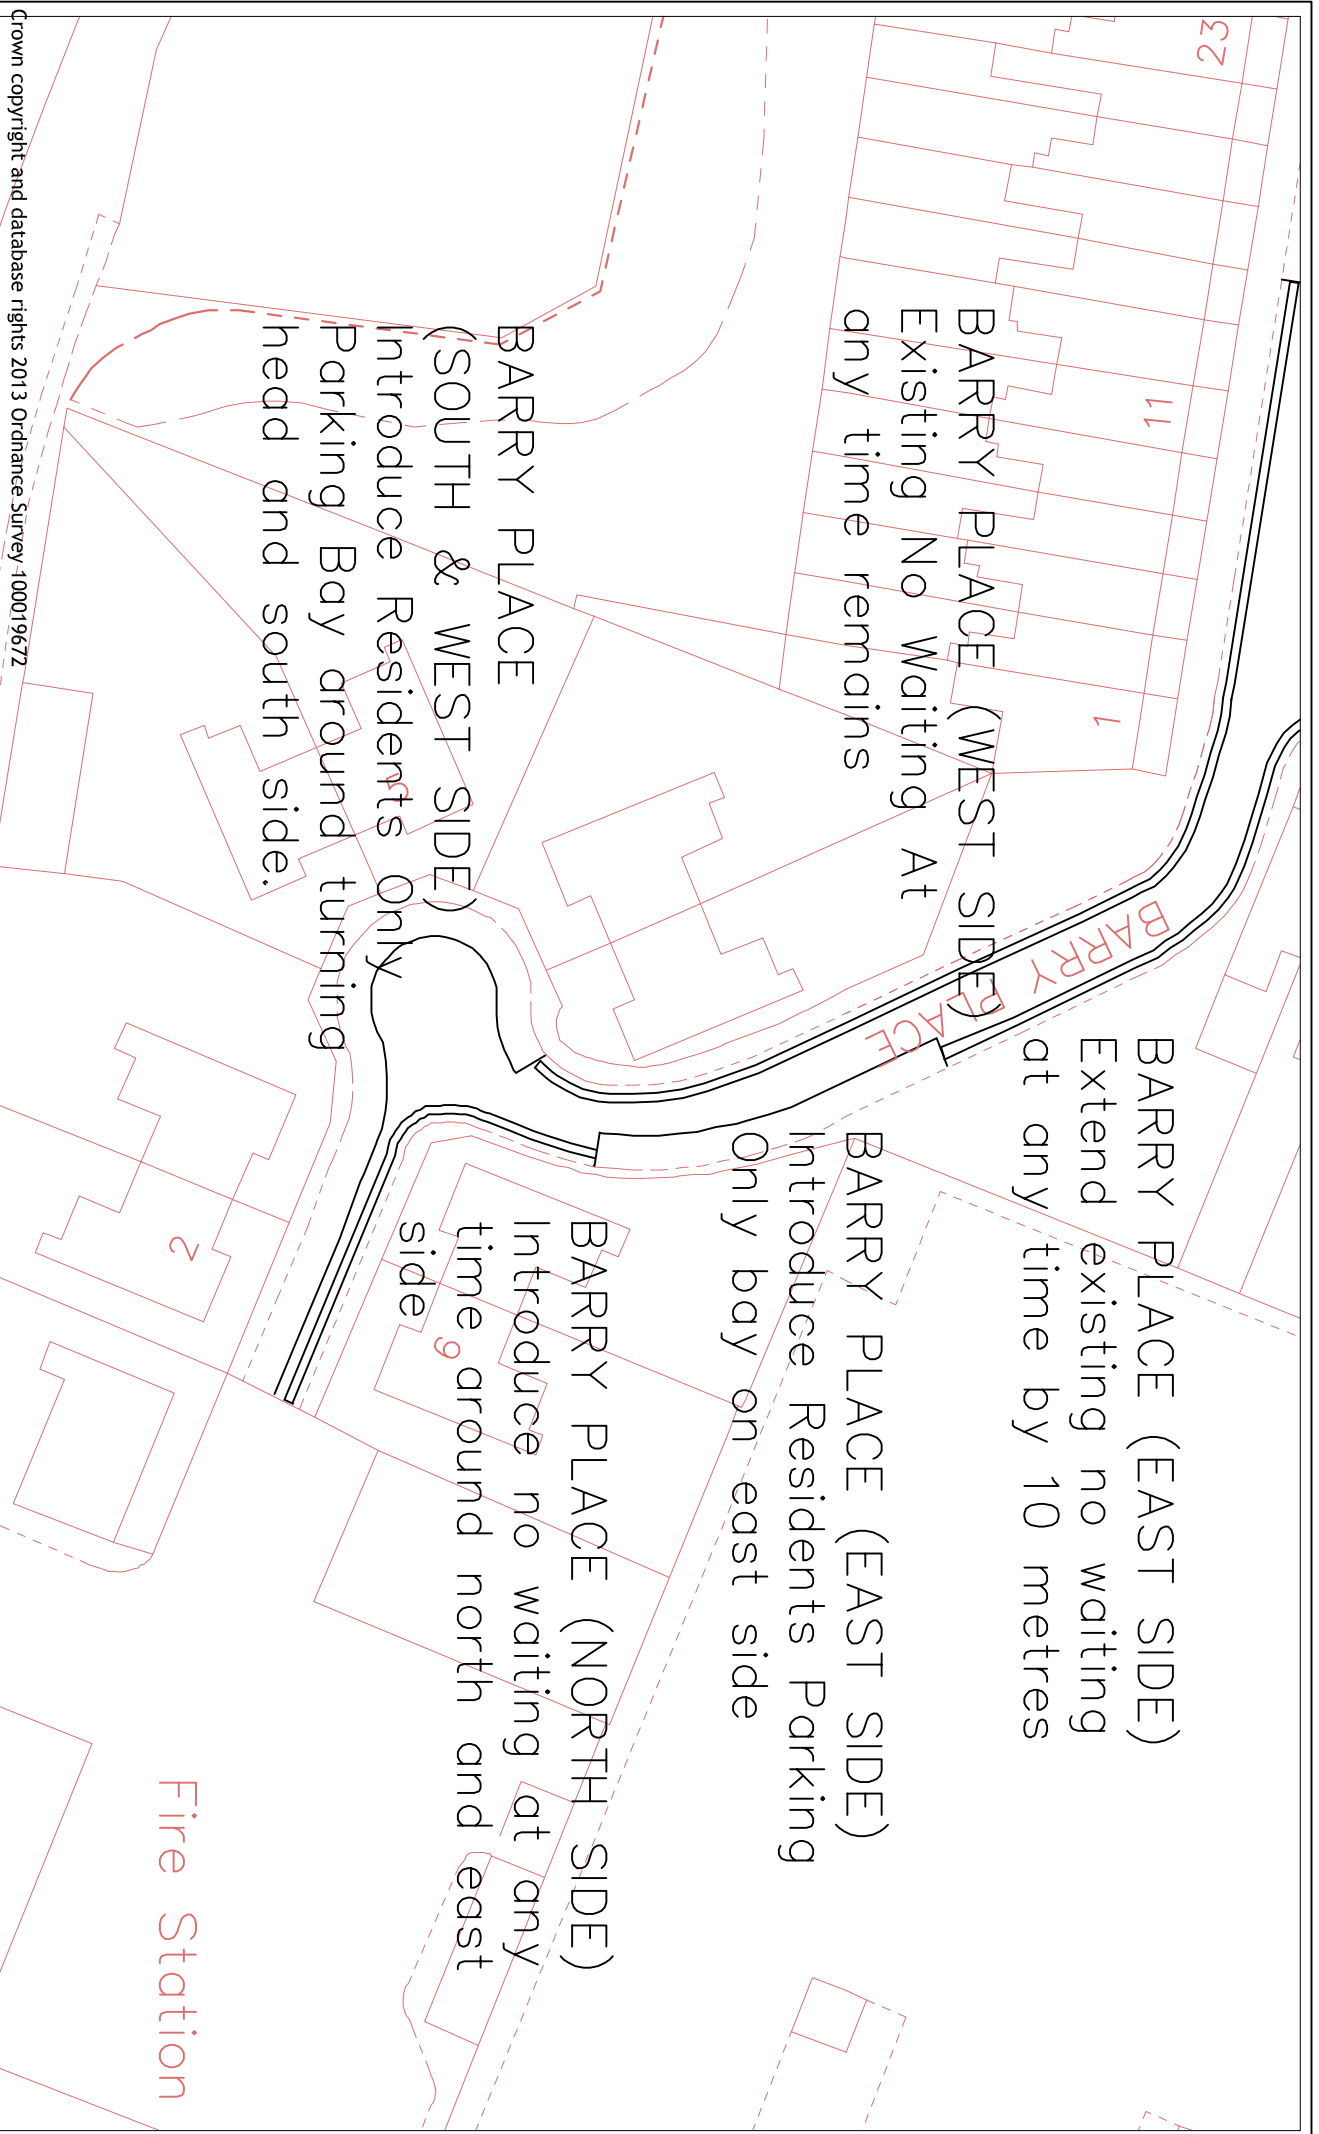 BARRY PLACE (EAST SIDE)
Extend existing no waiting
at any time by 10 metres
BARRY PLACE (WEST SIDE)
Existing No Waiting At
any time remains
BARRY PLACE (EAST SIDE)
Introduce Residents Parking
Only bay on east side
BARRY PLACE (NORTH SIDE)
Introduce no waiting at any
time around north and east
side
BARRY PLACE
(SOUTH & WEST SIDE)
Introduce Residents Only
Parking Bay around turning
head and south side.
BARRY PLACE
23
11
1
5
9
2
Fire Station
Crown copyright and database rights 2013 Ordnance Survey 100019672